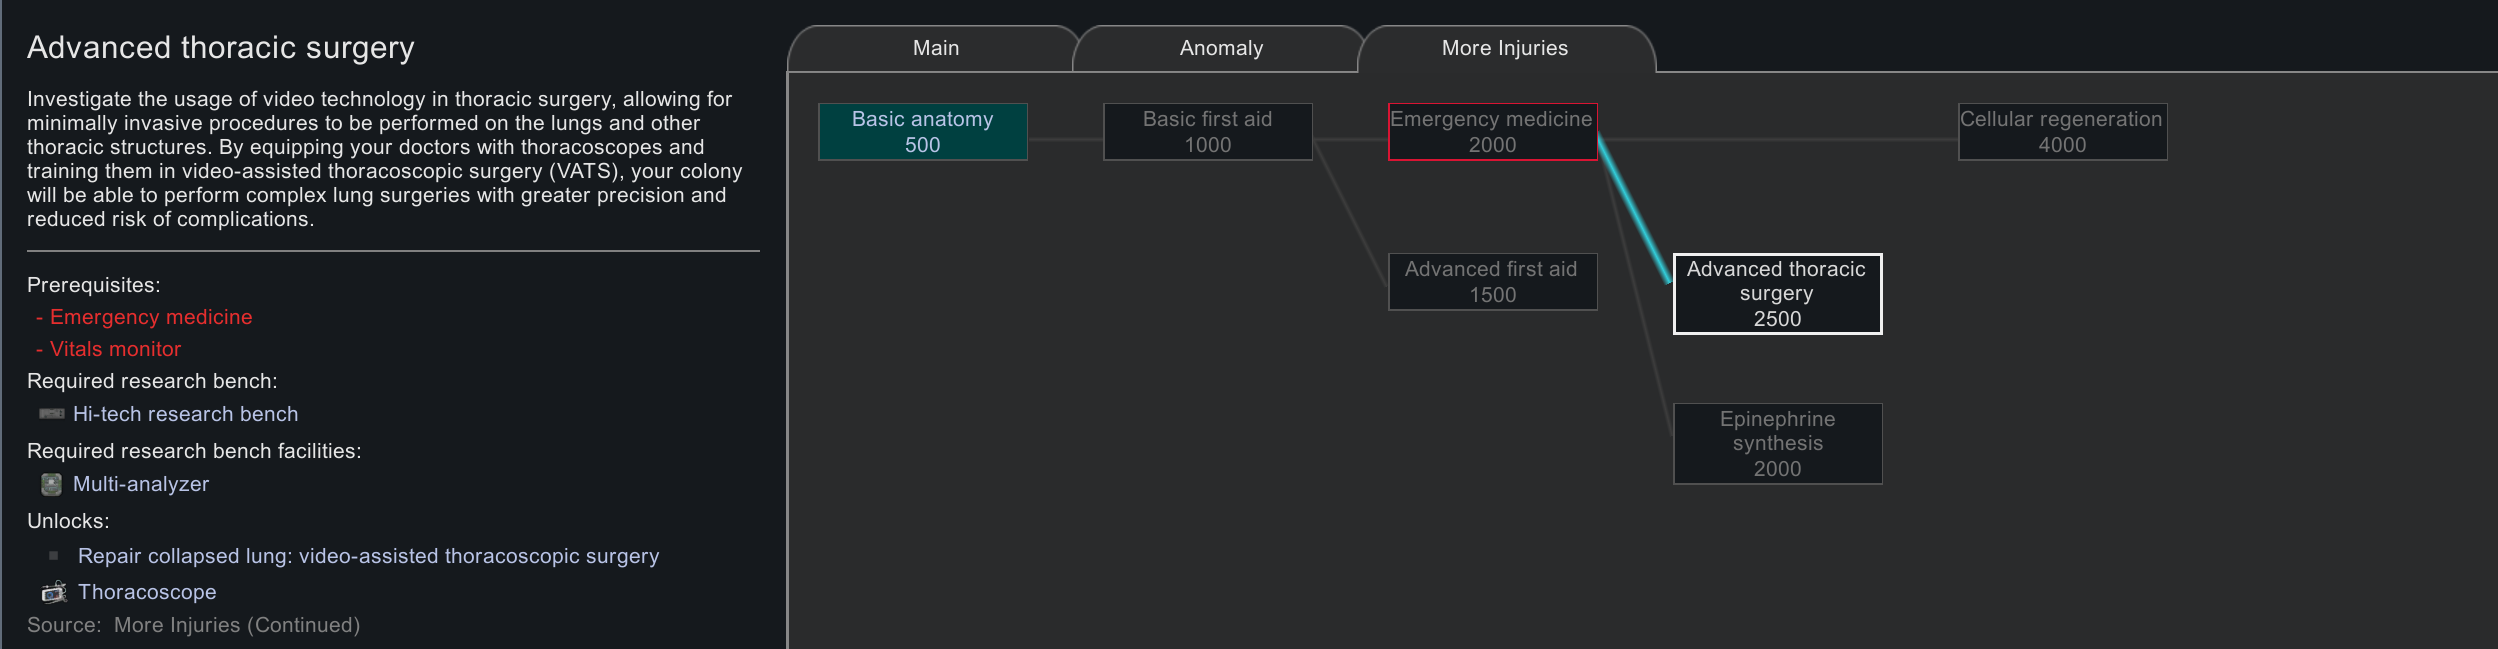 Advanced thoracic surgery
Investigate the usage of video technology in thoracic surgery, allowing for
minimally invasive procedures to be performed on the lungs and other
thoracic structures. By equipping your doctors with thoracoscopes and
training them in video-assisted thoracoscopic surgery (VATS), your colony
will be able to perform complex lung surgeries with greater precision and
reduced risk of complications.
Prerequisites:
- Emergency medicine
- Vitals monitor
Required research bench:
Hi-tech research bench
Required research bench facilities:
Multi-analyzer
Unlocks:
Repair collapsed lung: video-assisted thoracoscopic surgery
Thoracoscope
Source: More Injuries (Continued)
Main
Anomaly
More Injuries
Basic anatomy
500
Basic first aid
1000
Emergency medicine
2000
Cellular regeneration
4000
Advanced first aid
1500
Advanced thoracic
surgery
2500
Epinephrine
synthesis
2000